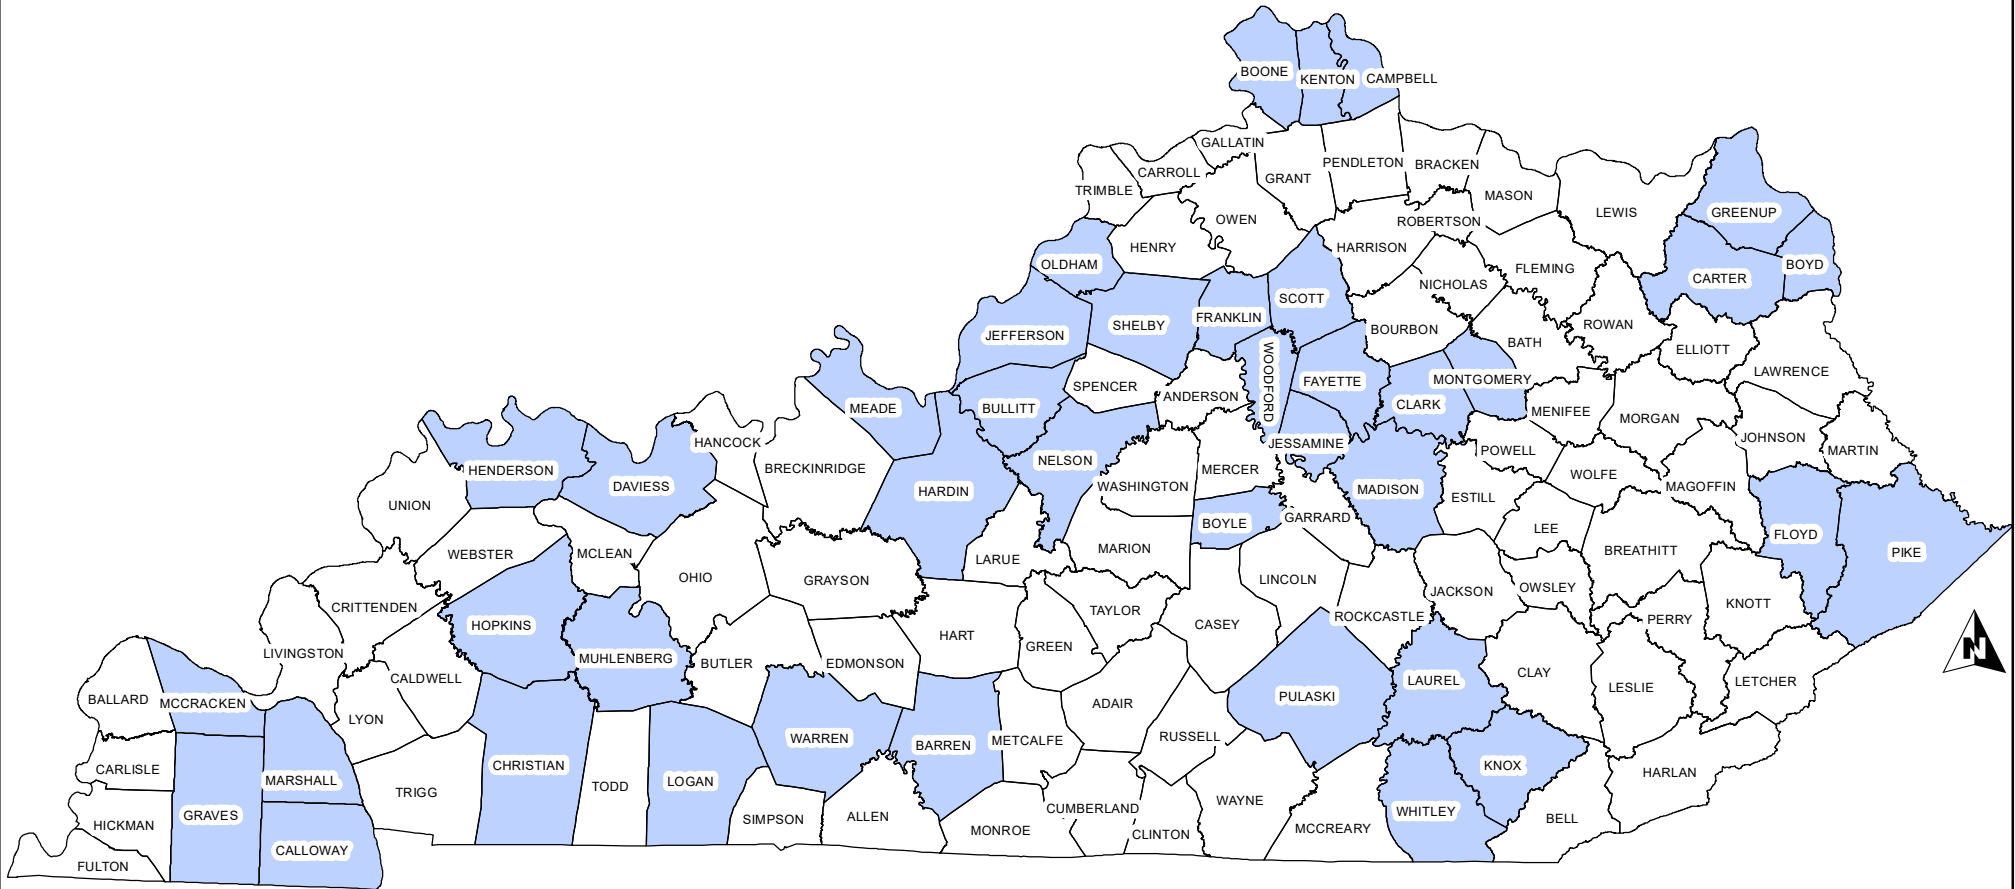 BOONE
KENTON
CAMPBELL
GALLATIN
PENDLETON
BRACKEN
CARROLL
GRANT
TRIMBLE
MASON
LEWIS
GREENUP
OWEN
ROBERTSON
HENRY
HARRISON
OLDHAM
FLEMING
BOYD
CARTER
NICHOLAS
SCOTT
FRANKLIN
SHELBY
ROWAN
BOURBON
JEFFERSON
BATH
ELLIOTT
WOODFORD
LAWRENCE
FAYETTE
MONTGOMERY
SPENCER
ANDERSON
CLARK
MEADE
BULLITT
MENIFEE
MORGAN
JOHNSON
HANCOCK
JESSAMINE
POWELL
MARTIN
NELSON
BRECKINRIDGE
HENDERSON
MERCER
WOLFE
DAVIESS
WASHINGTON
MAGOFFIN
HARDIN
MADISON
ESTILL
UNION
GARRARD
BOYLE
LEE
FLOYD
MARION
BREATHITT
PIKE
WEBSTER
MCLEAN
LARUE
OHIO
GRAYSON
LINCOLN
OWSLEY
JACKSON
KNOTT
CRITTENDEN
TAYLOR
ROCKCASTLE
PERRY
HOPKINS
CASEY
HART
GREEN
LIVINGSTON
MUHLENBERG
BUTLER
EDMONSON
CLAY
CALDWELL
LAUREL
LETCHER
LESLIE
PULASKI
BALLARD
MCCRACKEN
ADAIR
LYON
RUSSELL
WARREN
METCALFE
BARREN
CHRISTIAN
KNOX
CARLISLE
HARLAN
MARSHALL
LOGAN
TODD
TRIGG
WAYNE
CUMBERLAND
WHITLEY
GRAVES
ALLEN
SIMPSON
BELL
HICKMAN
MCCREARY
MONROE
CLINTON
CALLOWAY
FULTON
N